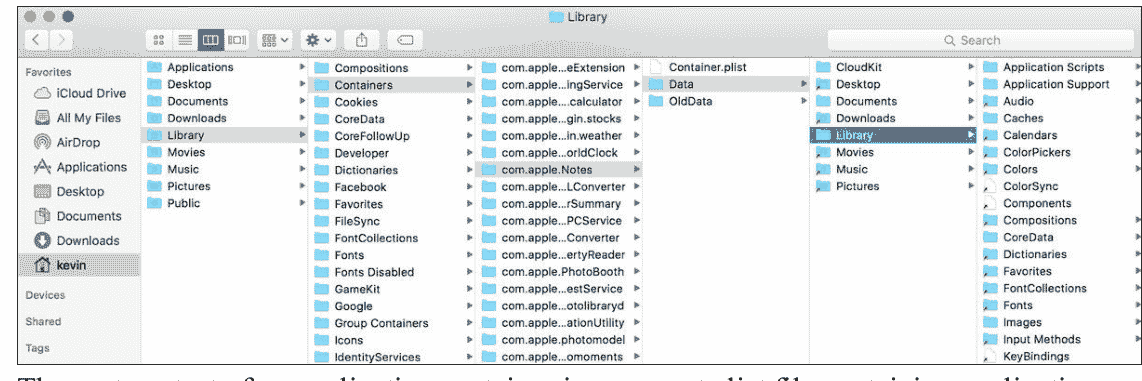 Library
Search
Favorites
iCloud Drive
All My Files
AirDrop
Applications
Desktop
Documents
Downloads
kevin
Devices
Shared
Tags
Applications
Desktop
Documents
Downloads
Library
Movies
Music
Pictures
Public
Compositions
Containers
Cookies
CoreData
CoreFollowUp
Developer
Dictionaries
Facebook
Favorites
FileSync
FontCollections
Fonts
Fonts Disabled
GameKit
Google
Group Containers
Icons
IdentityServices
com.apple...eExtension
com.apple...ingService
com.apple...calculator
com.apple...gin.stocks
com.apple...in.weather
com.apple...orldClock
com.apple.Notes
com.apple...LConverter
com.apple...rSummary
com.apple...PCService
com.apple...Converter
com.apple...ertyReader
com.apple.PhotoBooth
com.apple...estService
com.apple...otolibraryd
com.apple...ationUtility
com.apple.photomodel
com.apple...omoments
Container.plist
Data
OldData
CloudKit
Desktop
Documents
Downloads
Library
Movies
Music
Pictures
Application Scripts
Application Support
Audio
Caches
Calendars
ColorPickers
Colors
ColorSync
Components
Compositions
CoreData
Dictionaries
Favorites
FontCollections
Fonts
Images
Input Methods
KeyBindings